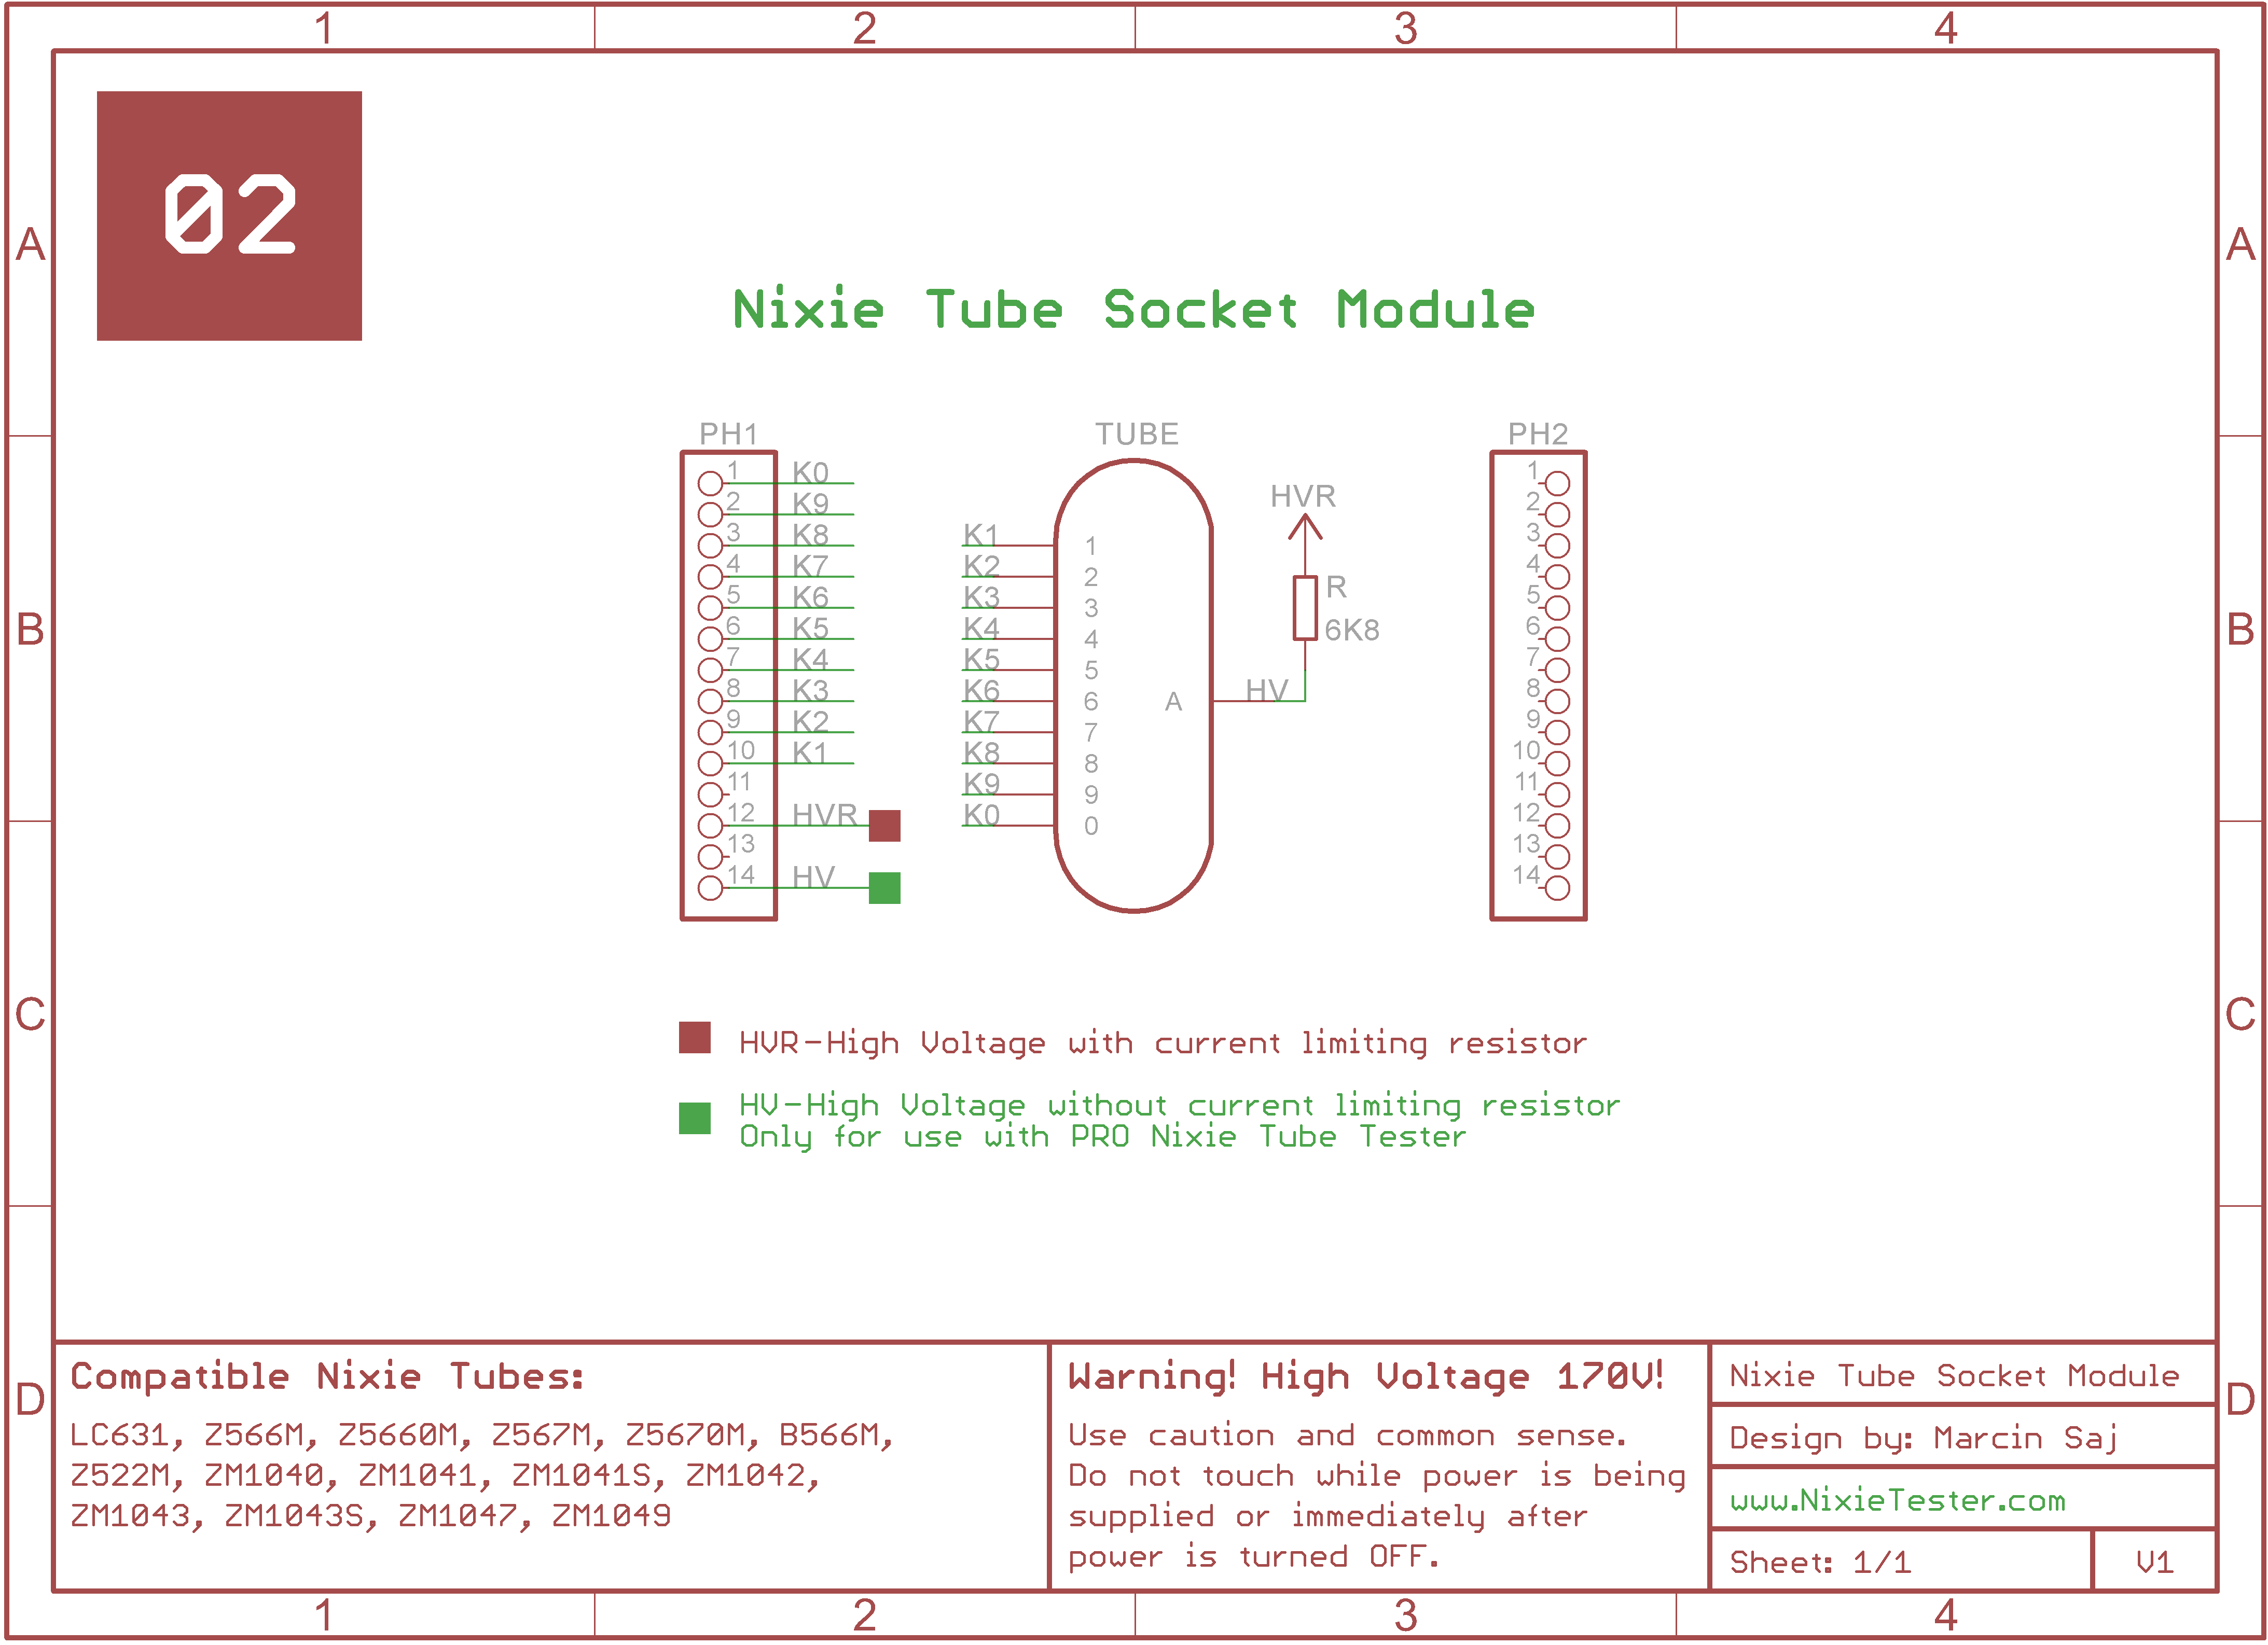 1 2 3 4
02
A A
Nixie Tube Socket Module
PH1 TUBE PH2
1 K0
2 K9
3 K8
4 K7
5 K6
6 K5
7 K4
8 K3
9 K2
10 K1
11
12 HVR
13
14 HV
K1 1
K2 2
K3 3
K4 4
K5 5
K6 6
K7 7
K8 8
K9 9
K0 0
A HV
HVR
R
6K8
1
2
3
4
5
6
7
8
9
10
11
12
13
14
B B
C C
HVR-High Voltage with current limiting resistor
HV-High Voltage without current limiting resistor
Only for use with PRO Nixie Tube Tester
D D
Compatible Nixie Tubes:
LC631, Z566M, Z5660M, Z567M, Z5670M, B566M,
Z522M, ZM1040, ZM1041, ZM1041S, ZM1042,
ZM1043, ZM1043S, ZM1047, ZM1049
Warning! High Voltage 170V!
Use caution and common sense.
Do not touch while power is being
supplied or immediately after
power is turned OFF.
Nixie Tube Socket Module
Design by: Marcin Saj
www.NixieTester.com
Sheet: 1/1 V1
1 2 3 4